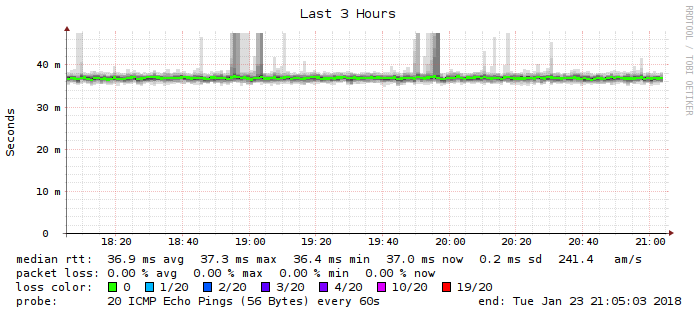 Last 3 Hours
RRDTOOL / TOBI OETIKER
Seconds
40 m
30 m
20 m
10 m
0
18:20 18:40 19:00 19:20 19:40 20:00 20:20 20:40 21:00
median rtt: 36.9 ms avg 37.3 ms max 36.4 ms min 37.0 ms now 0.2 ms sd 241.4 am/s
packet loss: 0.00 % avg 0.00 % max 0.00 % min 0.00 % now
loss color: 0 1/20 2/20 3/20 4/20 10/20 19/20
probe: 20 ICMP Echo Pings (56 Bytes) every 60s end: Tue Jan 23 21:05:03 2018